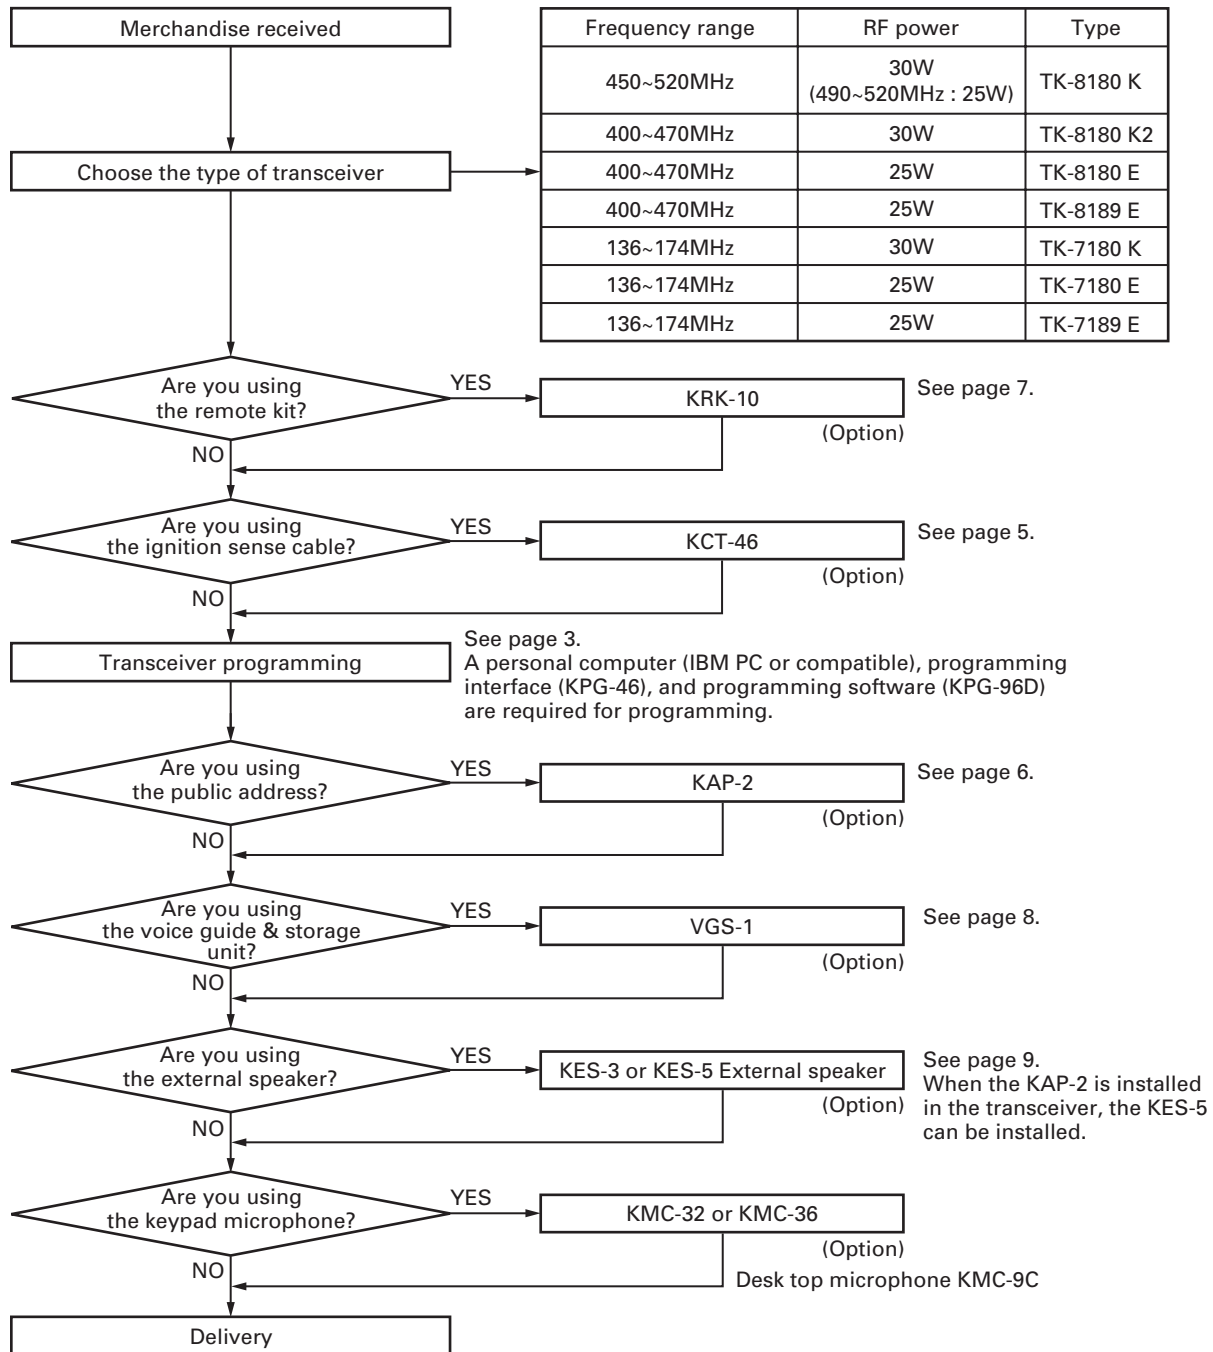 Merchandise received
Frequency range RF power Type
450~520MHz 30W (490~520MHz : 25W) TK-8180 K
400~470MHz 30W TK-8180 K2
Choose the type of transceiver
400~470MHz 25W TK-8180 E
400~470MHz 25W TK-8189 E
136~174MHz 30W TK-7180 K
136~174MHz 25W TK-7180 E
136~174MHz 25W TK-7189 E
Are you using
the remote kit?
YES
KRK-10
See page 7.
(Option)
NO
Are you using
the ignition sense cable?
YES
KCT-46
See page 5.
(Option)
NO
Transceiver programming
See page 3.
A personal computer (IBM PC or compatible), programming
interface (KPG-46), and programming software (KPG-96D)
are required for programming.
Are you using
the public address?
YES
KAP-2
See page 6.
(Option)
NO
Are you using
the voice guide & storage
unit?
YES
VGS-1
See page 8.
(Option)
NO
Are you using
the external speaker?
YES
KES-3 or KES-5 External speaker
(Option)
See page 9.
When the KAP-2 is installed
in the transceiver, the KES-5
can be installed.
NO
Are you using
the keypad microphone?
YES
KMC-32 or KMC-36
(Option)
Desk top microphone KMC-9C
NO
Delivery